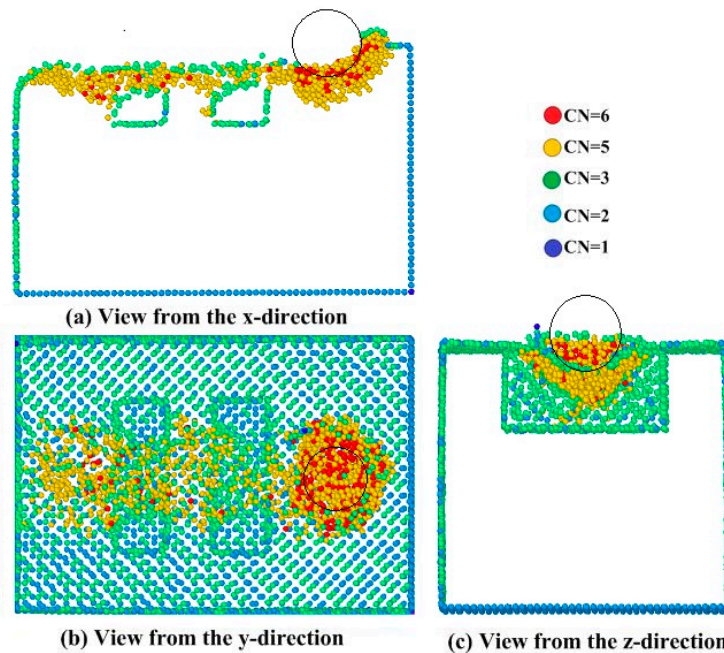 CN=6
CN=5
CN=3
CN=2
CN=1
(a) View from the x-direction
(b) View from the y-direction
(c) View from the z-direction